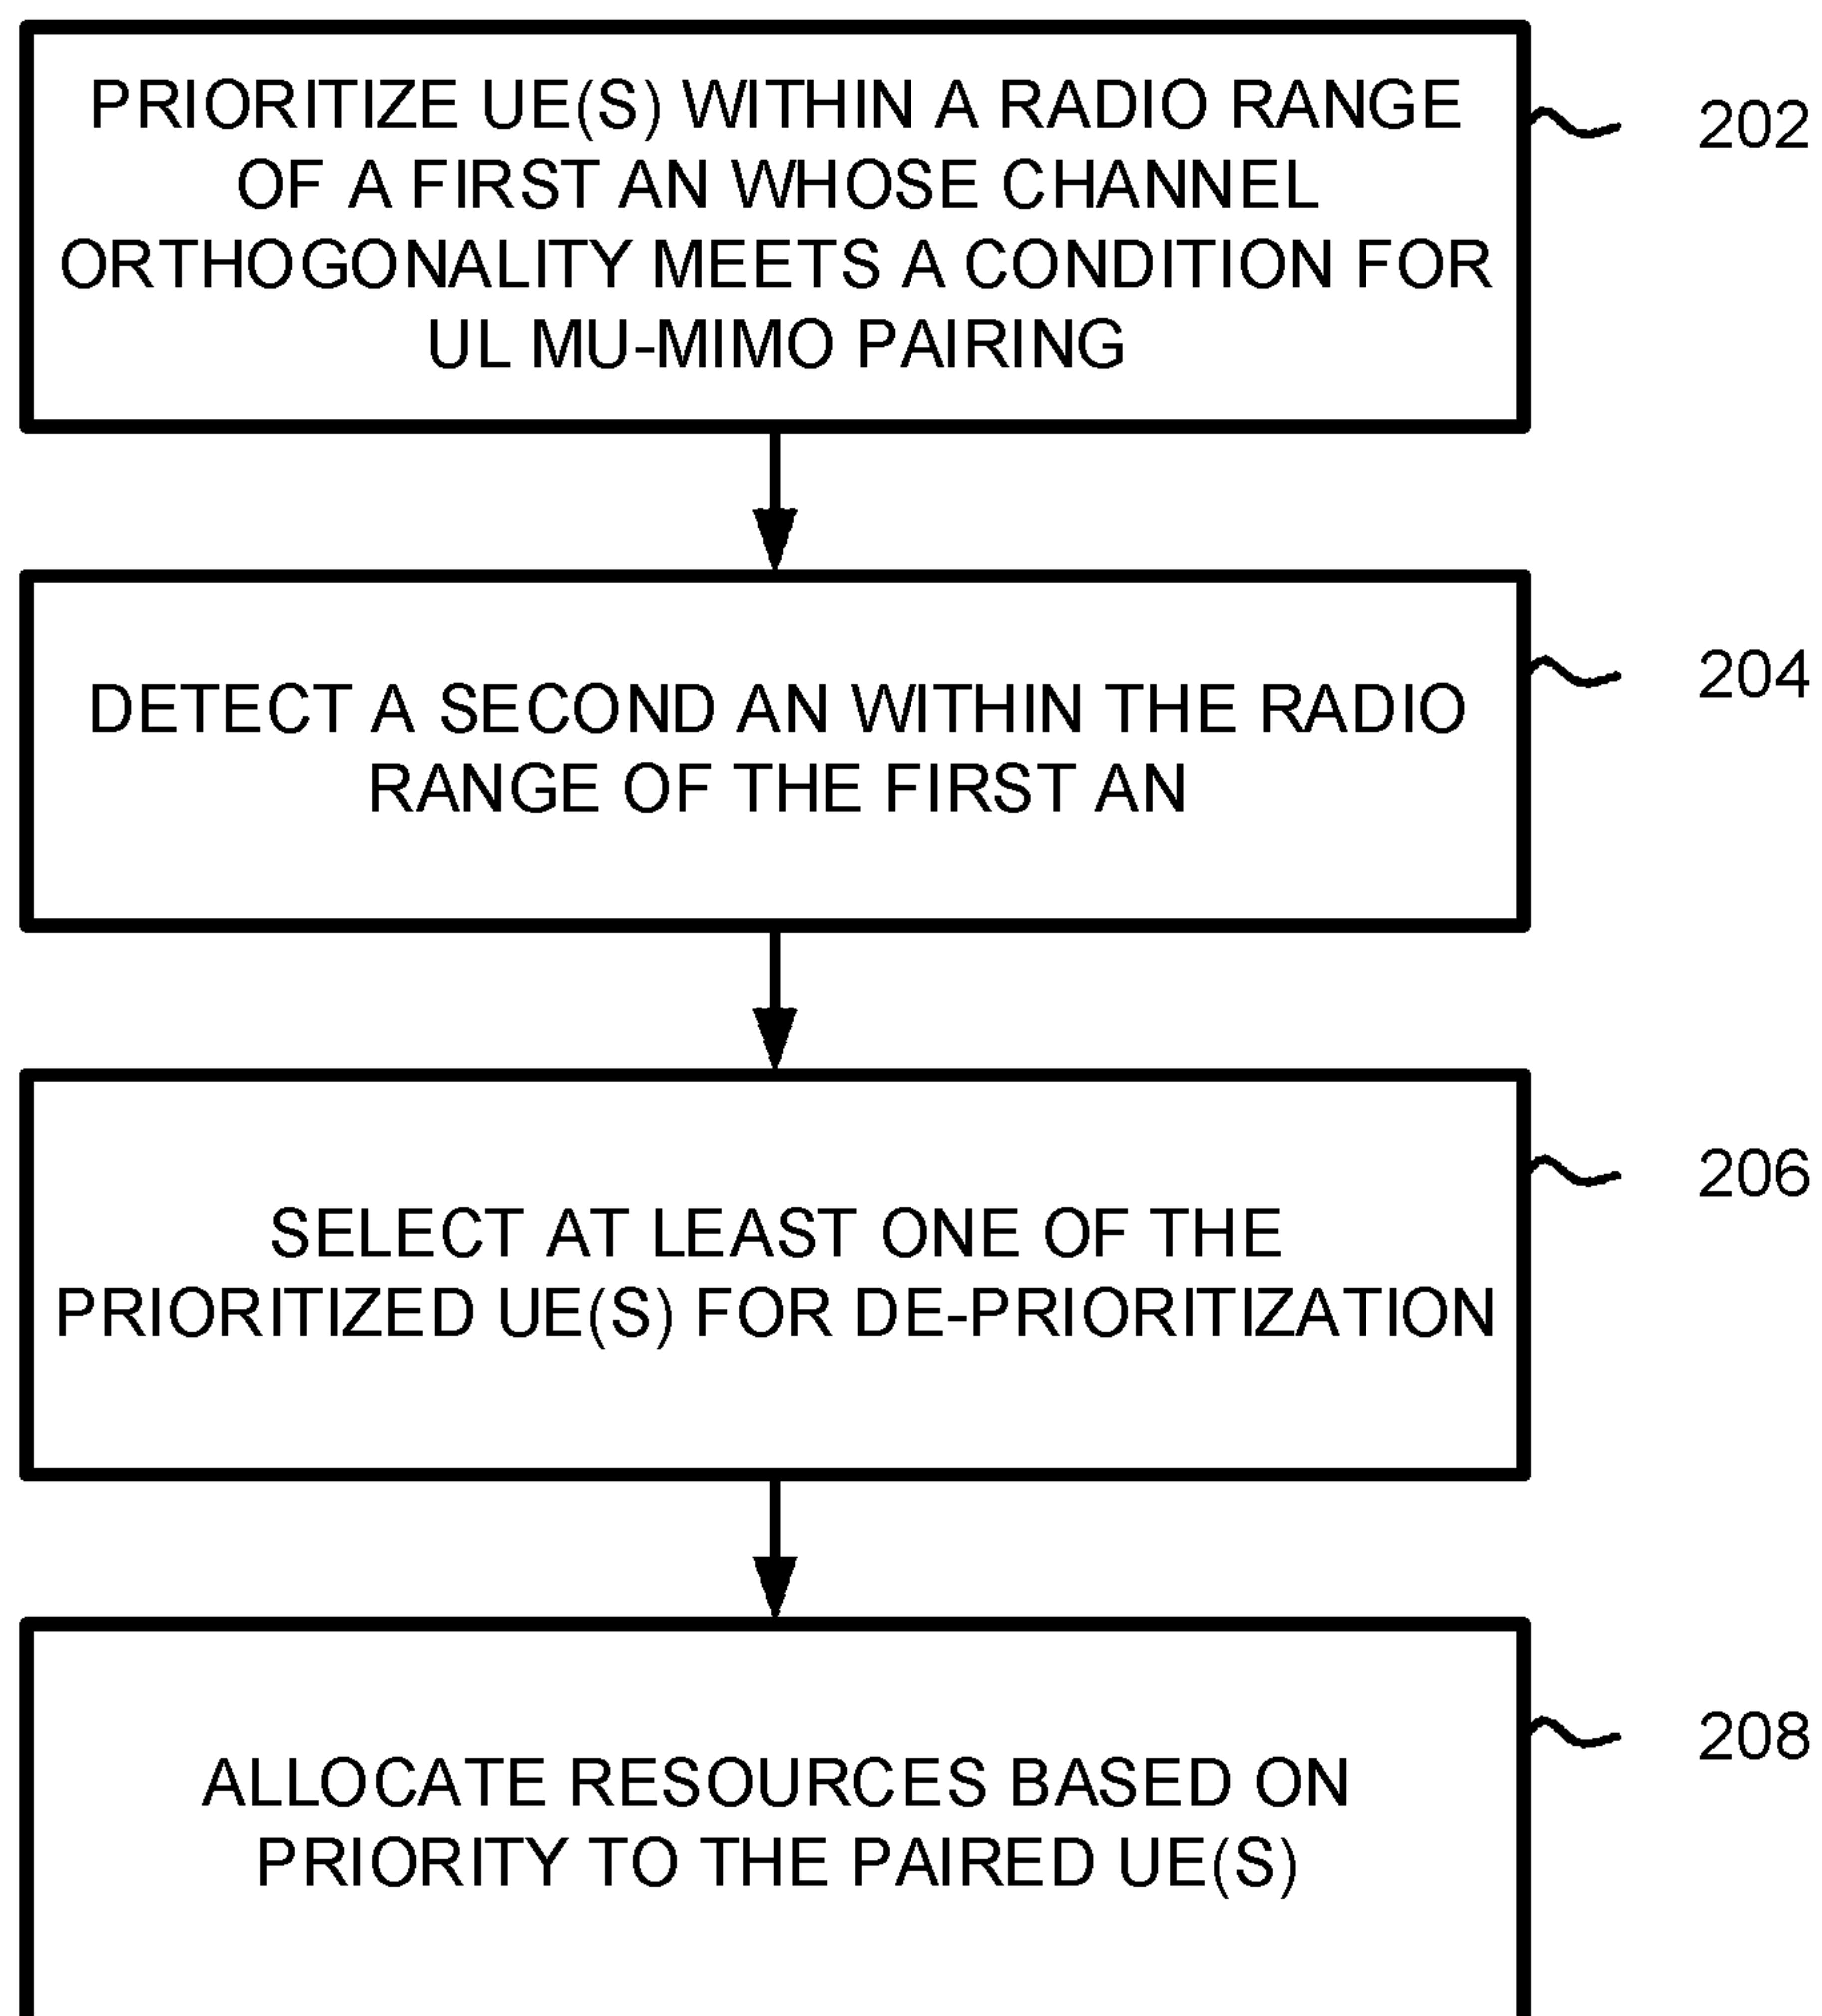 PRIORITIZE UE(S) WITHIN A RADIO RANGE
OF A FIRST AN WHOSE CHANNEL
ORTHOGONALITY MEETS A CONDITION FOR
UL MU-MIMO PAIRING
202
DETECT A SECOND AN WITHIN THE RADIO
RANGE OF THE FIRST AN
204
SELECT AT LEAST ONE OF THE
PRIORITIZED UE(S) FOR DE-PRIORITIZATION
206
ALLOCATE RESOURCES BASED ON
PRIORITY TO THE PAIRED UE(S)
208